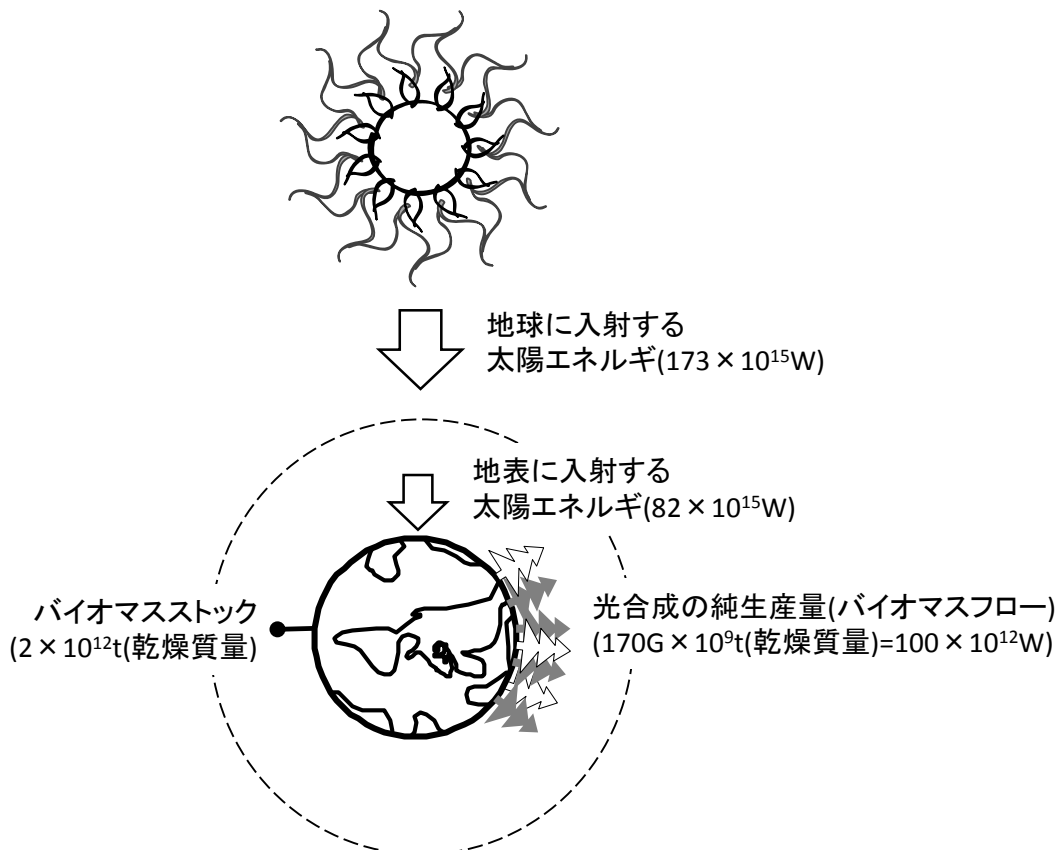 地球に入射する
太陽エネルギ(173×10¹⁵W)
地表に入射する
太陽エネルギ(82×10¹⁵W)
バイオマスストック
(2×10¹²t(乾燥質量)
光合成の純生産量(バイオマスフロー)
(170G×10⁹t(乾燥質量)=100×10¹²W)